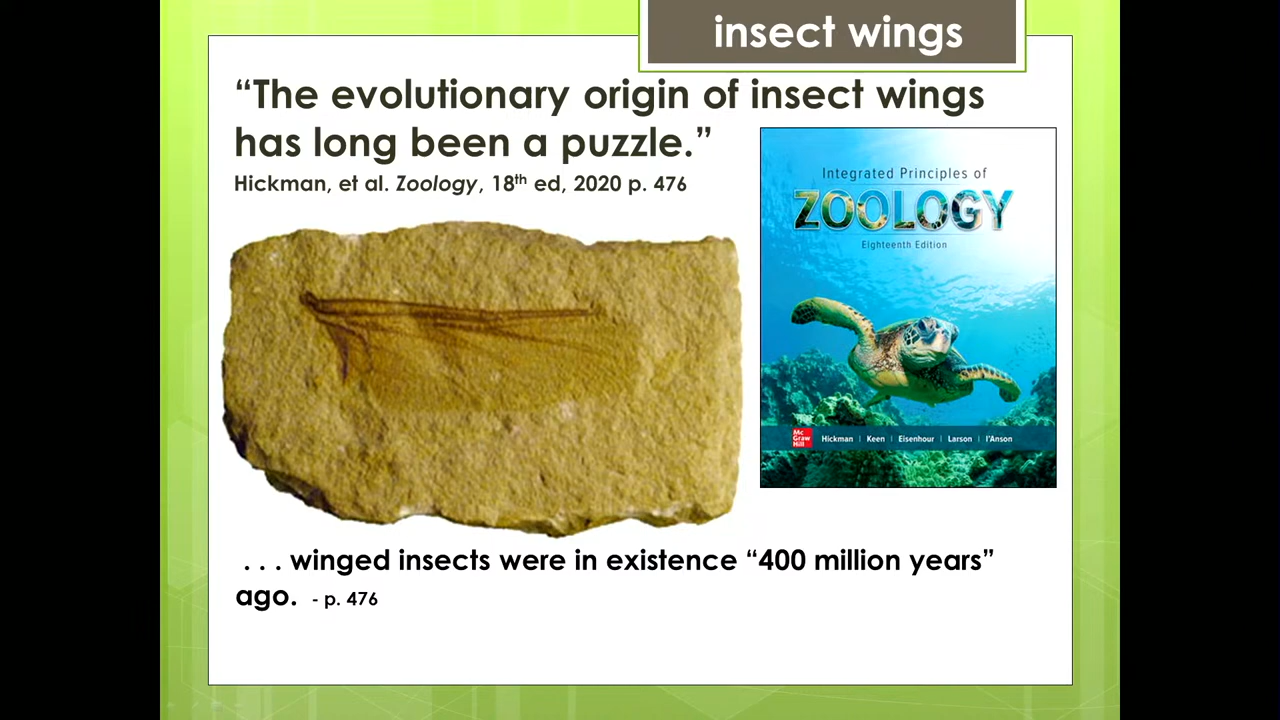 insect wings
“The evolutionary origin of insect wings
has long been a puzzle.”
Hickman, et al. Zoology, 18th ed, 2020 p. 476
Integrated Principles of
ZOOLOGY
Eighteenth Edition
Mc
Graw
Hill
Hickman | Keen | Eisenhour | Larson | I'Anson
. . . winged insects were in existence “400 million years”
ago. - p. 476